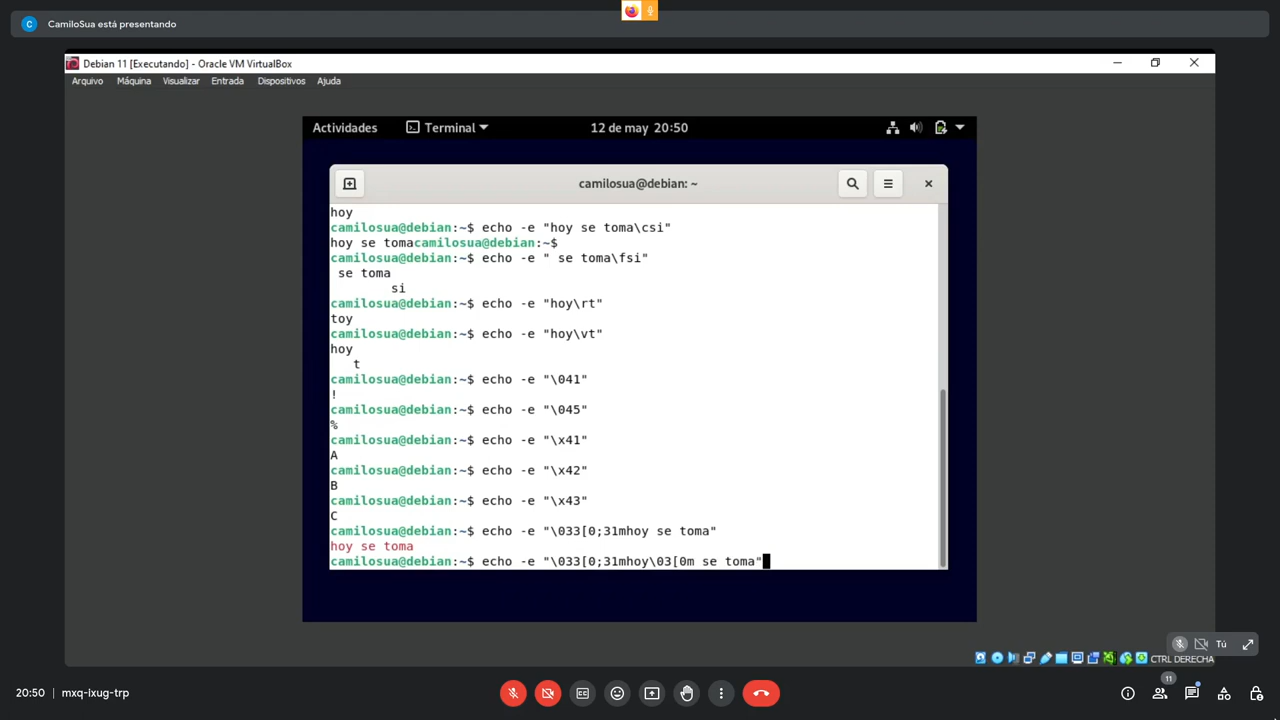 C CamiloSua está presentando
Debian 11 [Executando] - Oracle VM VirtualBox
Arquivo Máquina Visualizar Entrada Dispositivos Ajuda
Actividades Terminal 12 de may 20:50
camilosua@debian: ~
hoy
camilosua@debian:~$ echo -e "hoy se toma\csi"
hoy se tomacamilosua@debian:~$
camilosua@debian:~$ echo -e " se toma\fsi"
 se toma
        si
camilosua@debian:~$ echo -e "hoy\rt"
toy
camilosua@debian:~$ echo -e "hoy\vt"
hoy
   t
camilosua@debian:~$ echo -e "\041"
!
camilosua@debian:~$ echo -e "\045"
%
camilosua@debian:~$ echo -e "\x41"
A
camilosua@debian:~$ echo -e "\x42"
B
camilosua@debian:~$ echo -e "\x43"
C
camilosua@debian:~$ echo -e "\033[0;31mhoy se toma"
hoy se toma
camilosua@debian:~$ echo -e "\033[0;31mhoy\03[0m se toma"
Tú
CTRL DERECHA
20:50 | mxq-ixug-trp
11